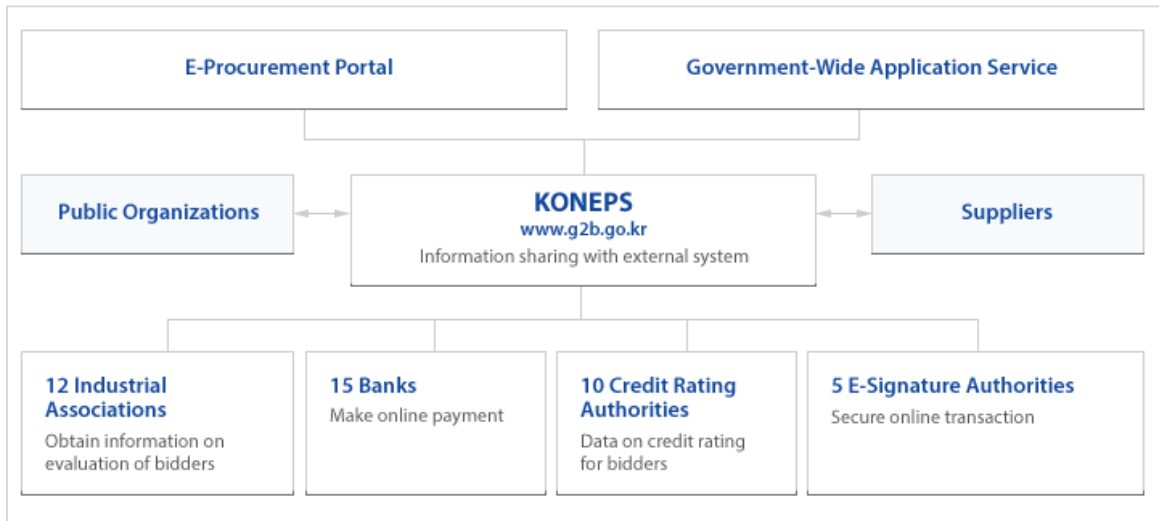 E-Procurement Portal
Government-Wide Application Service
Public Organizations
KONEPS
www.g2b.go.kr
Information sharing with external system
Suppliers
12 Industrial
Associations
Obtain information on
evaluation of bidders
15 Banks
Make online payment
10 Credit Rating
Authorities
Data on credit rating
for bidders
5 E-Signature Authorities
Secure online transaction